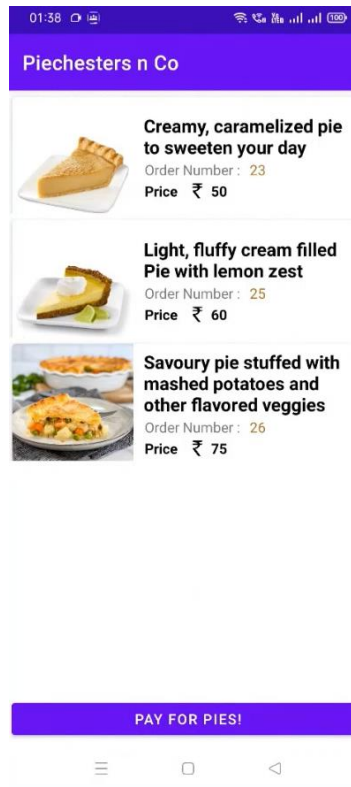 01:38
100
Piechesters n Co
Creamy, caramelized pie
to sweeten your day
Order Number : 23
Price ₹ 50
Light, fluffy cream filled
Pie with lemon zest
Order Number : 25
Price ₹ 60
Savoury pie stuffed with
mashed potatoes and
other flavored veggies
Order Number : 26
Price ₹ 75
PAY FOR PIES!